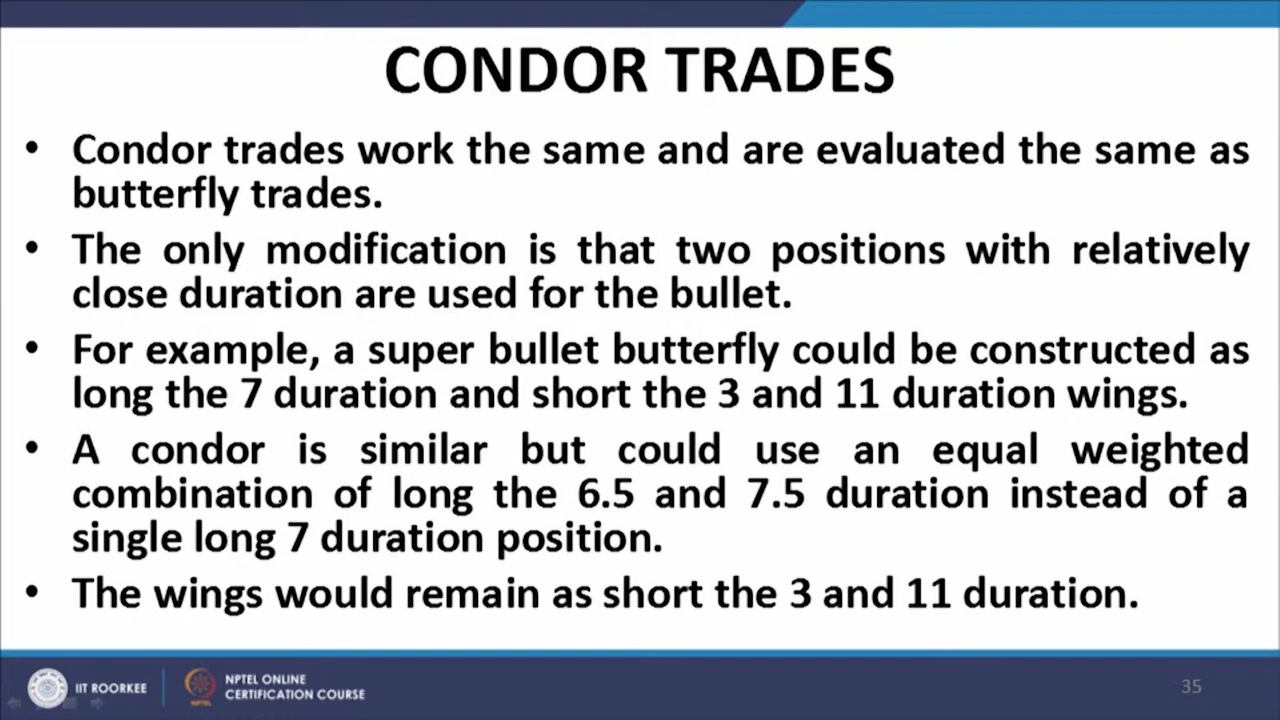 CONDOR TRADES
• Condor trades work the same and are evaluated the same as
butterfly trades.
• The only modification is that two positions with relatively
close duration are used for the bullet.
• For example, a super bullet butterfly could be constructed as
long the 7 duration and short the 3 and 11 duration wings.
• A condor is similar but could use an equal weighted
combination of long the 6.5 and 7.5 duration instead of a
single long 7 duration position.
• The wings would remain as short the 3 and 11 duration.
IIT ROORKEE
NPTEL
NPTEL ONLINE
CERTIFICATION COURSE
35